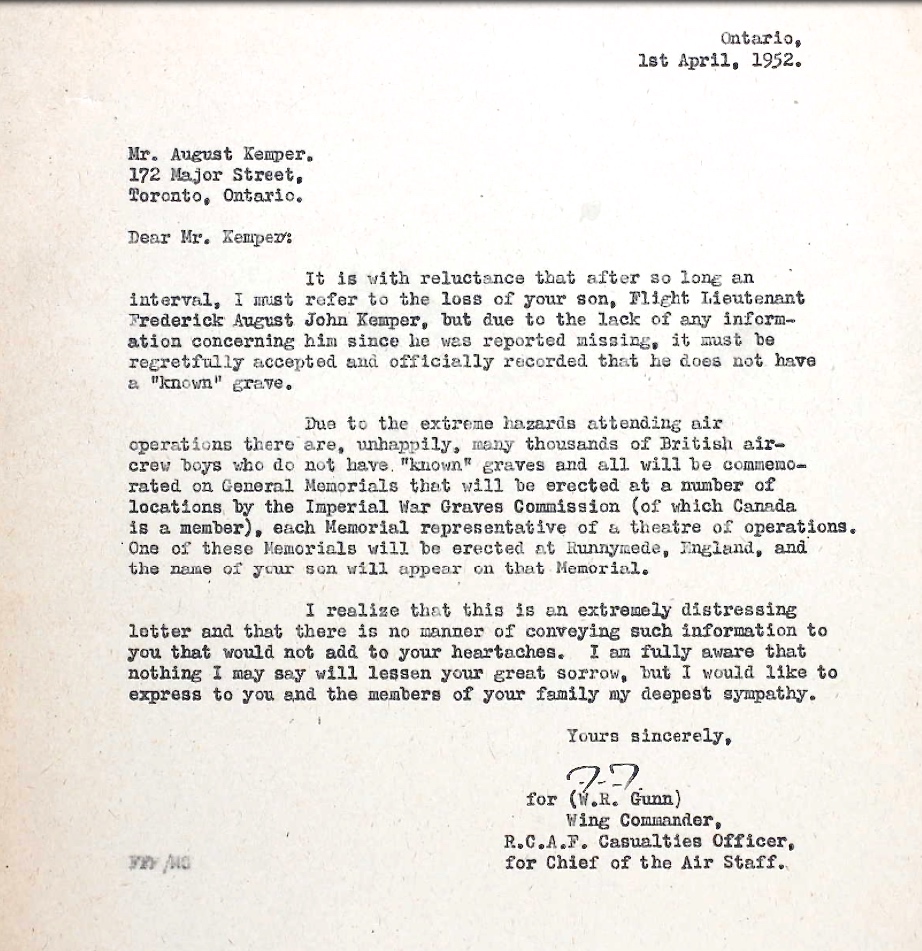 Ontario,
1st April, 1952.
Mr. August Kemper,
172 Major Street,
Toronto, Ontario.
Dear Mr. Kemper:
It is with reluctance that after so long an
interval, I must refer to the loss of your son, Flight Lieutenant
Frederick August John Kemper, but due to the lack of any inform-
ation concerning him since he was reported missing, it must be
regretfully accepted and officially recorded that he does not have
a "known" grave.
Due to the extreme hazards attending air
operations there are, unhappily, many thousands of British air-
crew boys who do not have "known" graves and all will be commemo-
rated on General Memorials that will be erected at a number of
locations by the Imperial War Graves Commission (of which Canada
is a member), each Memorial representative of a theatre of operations.
One of these Memorials will be erected at Runnymede, England, and
the name of your son will appear on that Memorial.
I realize that this is an extremely distressing
letter and that there is no manner of conveying such information to
you that would not add to your heartaches. I am fully aware that
nothing I may say will lessen your great sorrow, but I would like to
express to you and the members of your family my deepest sympathy.
Yours sincerely,
for (W.R. Gunn)
Wing Commander,
R.C.A.F. Casualties Officer,
for Chief of the Air Staff.